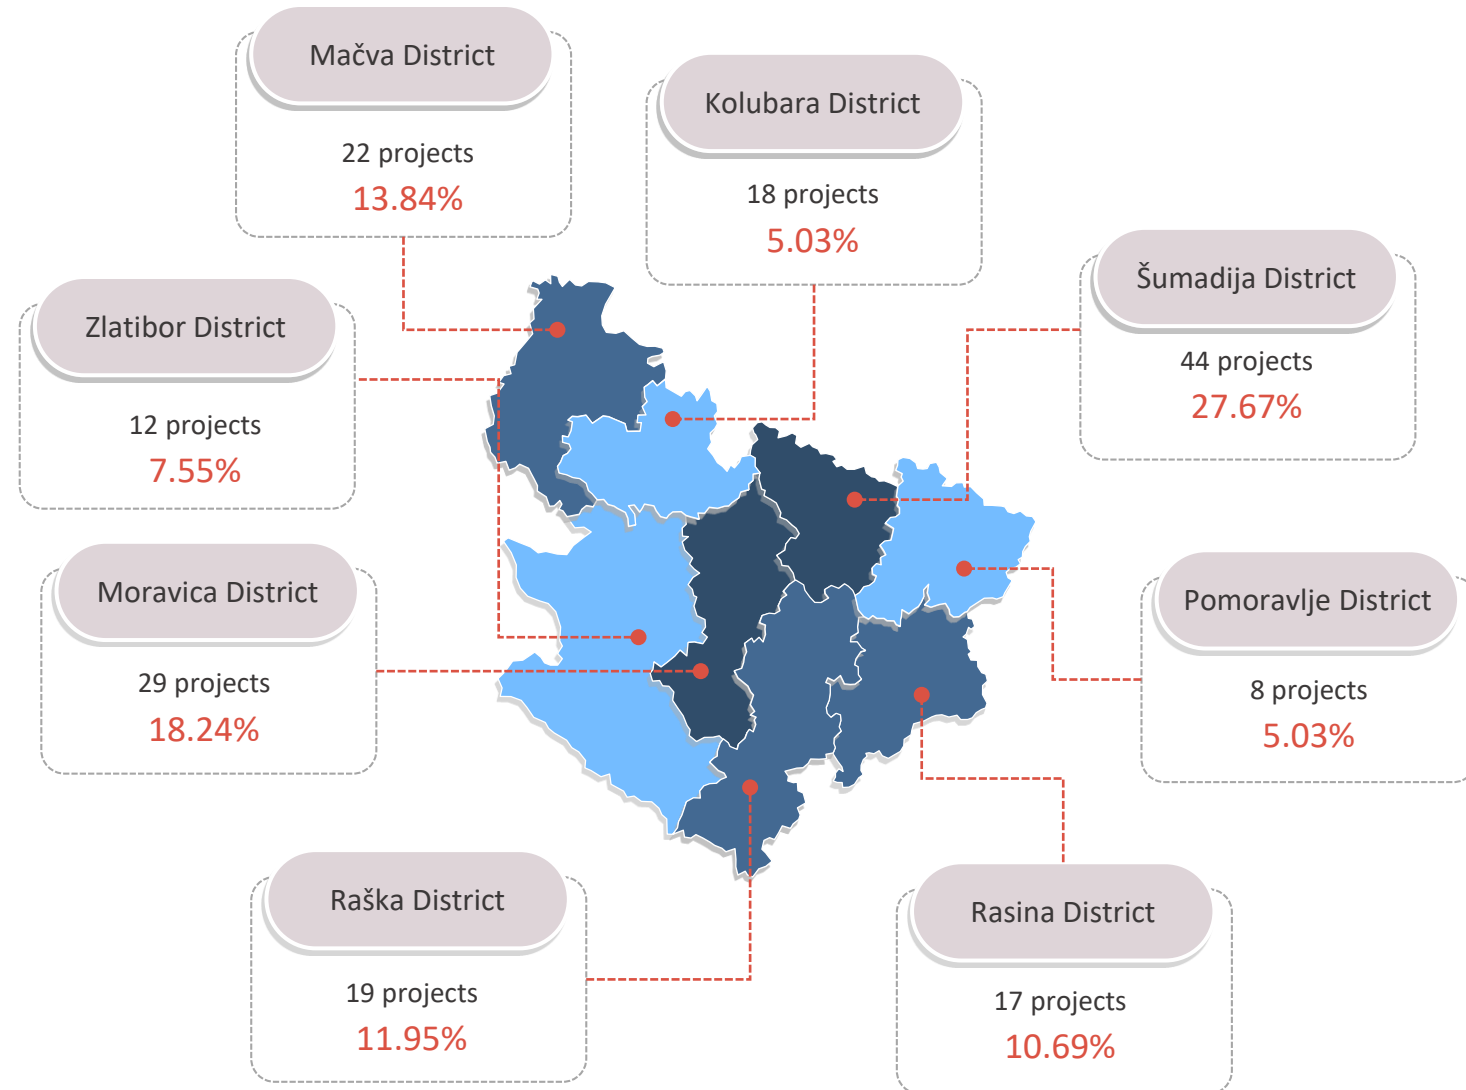 Mačva District
22 projects
13.84%
Kolubara District
18 projects
5.03%
Šumadija District
44 projects
27.67%
Zlatibor District
12 projects
7.55%
Moravica District
29 projects
18.24%
Pomoravlje District
8 projects
5.03%
Raška District
19 projects
11.95%
Rasina District
17 projects
10.69%